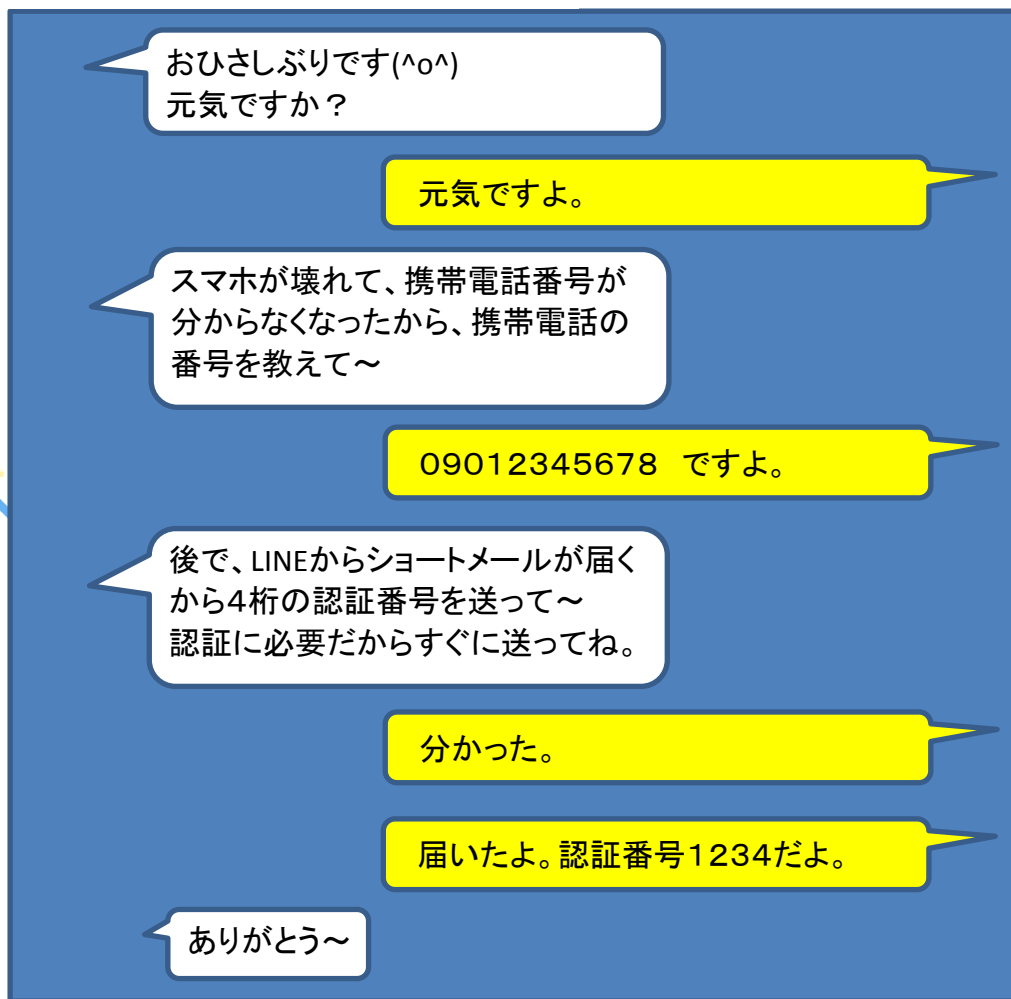 おひさしぶりです(^o^)
元気ですか？
元気ですよ。
スマホが壊れて、携帯電話番号が
分からなくなったから、携帯電話の
番号を教えて～
０９０１２３４５６７８　ですよ。
後で、LINEからショートメールが届く
から４桁の認証番号を送って～
認証に必要だからすぐに送ってね。
分かった。
届いたよ。認証番号１２３４だよ。
ありがとう～